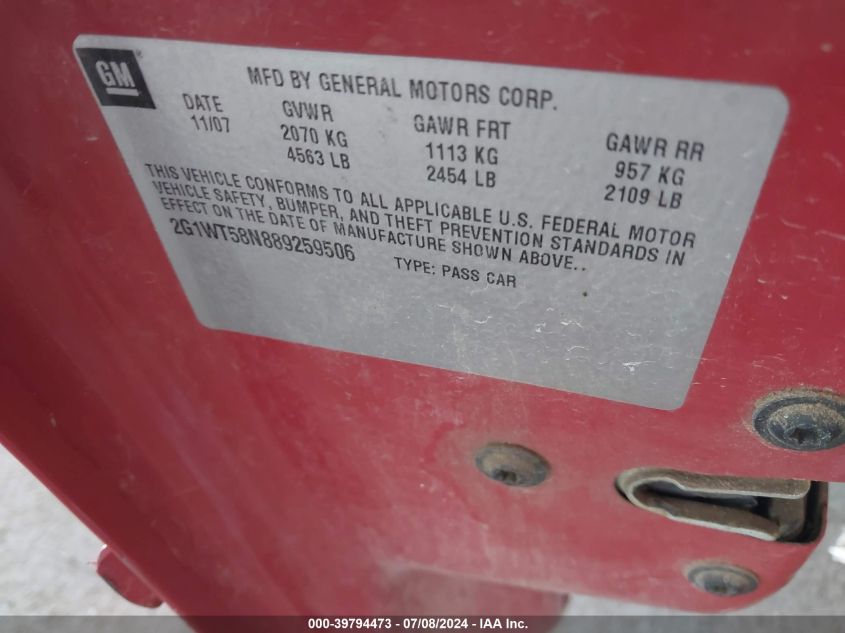 GM
MFD BY GENERAL MOTORS CORP.
DATE GVWR GAWR FRT GAWR RR
11/07 2070 KG 1113 KG 957 KG
4563 LB 2454 LB 2109 LB
THIS VEHICLE CONFORMS TO ALL APPLICABLE U.S. FEDERAL MOTOR
VEHICLE SAFETY, BUMPER, AND THEFT PREVENTION STANDARDS IN
EFFECT ON THE DATE OF MANUFACTURE SHOWN ABOVE..
2G1WT58N889259506 TYPE: PASS CAR
000-39794473 - 07/08/2024 - IAA Inc.